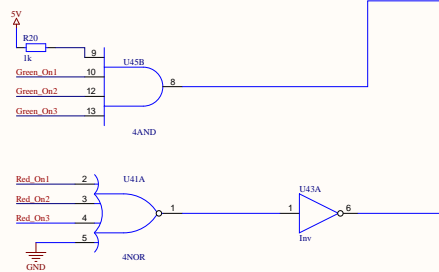 5V
R20
1k
9
U45B
Green_On1
10
8
Green_On2
12
Green_On3
13
4AND
Red_On1
2
U41A
Red_On2
3
1
1
U43A
6
Red_On3
4
5
Inv
GND
4NOR